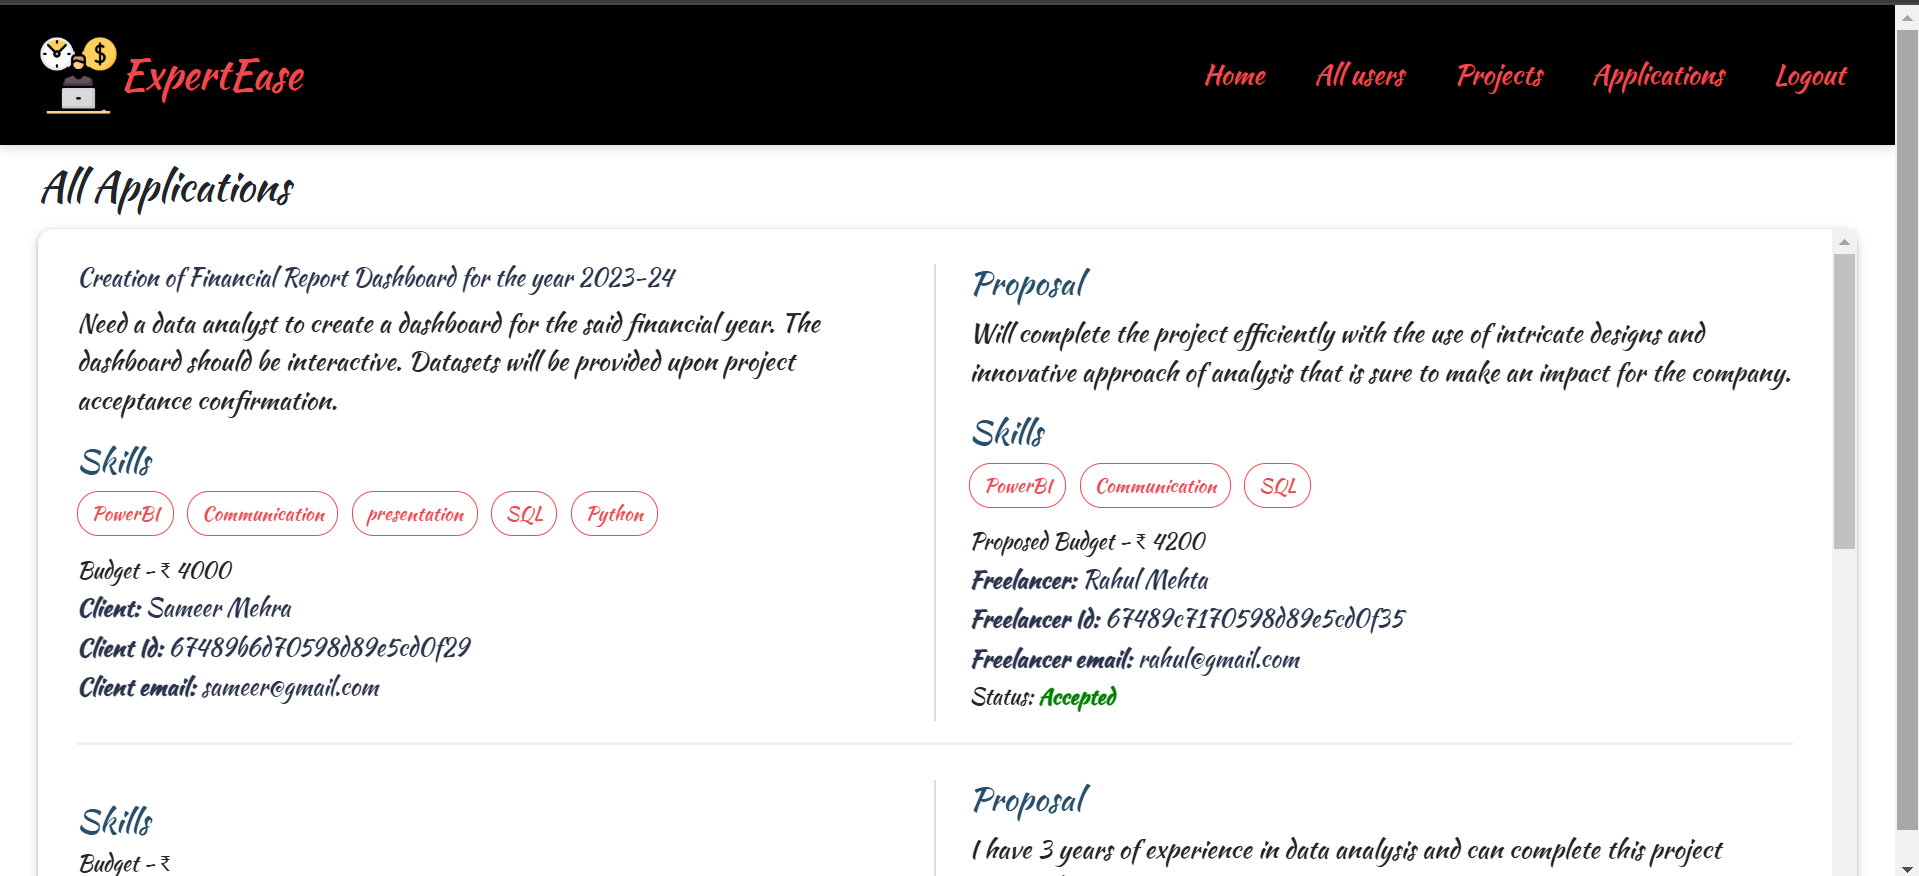 ExpertEase
Home All users Projects Applications Logout
All Applications
Creation of Financial Report Dashboard for the year 2023-24
Need a data analyst to create a dashboard for the said financial year. The
dashboard should be interactive. Datasets will be provided upon project
acceptance confirmation.
Skills
PowerBI Communication presentation SQL Python
Budget - ₹ 4000
Client: Sameer Mehra
Client Id: 67489b6d70598d89e5cd0f29
Client email: sameer@gmail.com
Proposal
Will complete the project efficiently with the use of intricate designs and
innovative approach of analysis that is sure to make an impact for the company.
Skills
PowerBI Communication SQL
Proposed Budget - ₹ 4200
Freelancer: Rahul Mehta
Freelancer Id: 67489c7170598d89e5cd0f35
Freelancer email: rahul@gmail.com
Status: Accepted
Skills
Budget - ₹
Proposal
I have 3 years of experience in data analysis and can complete this project